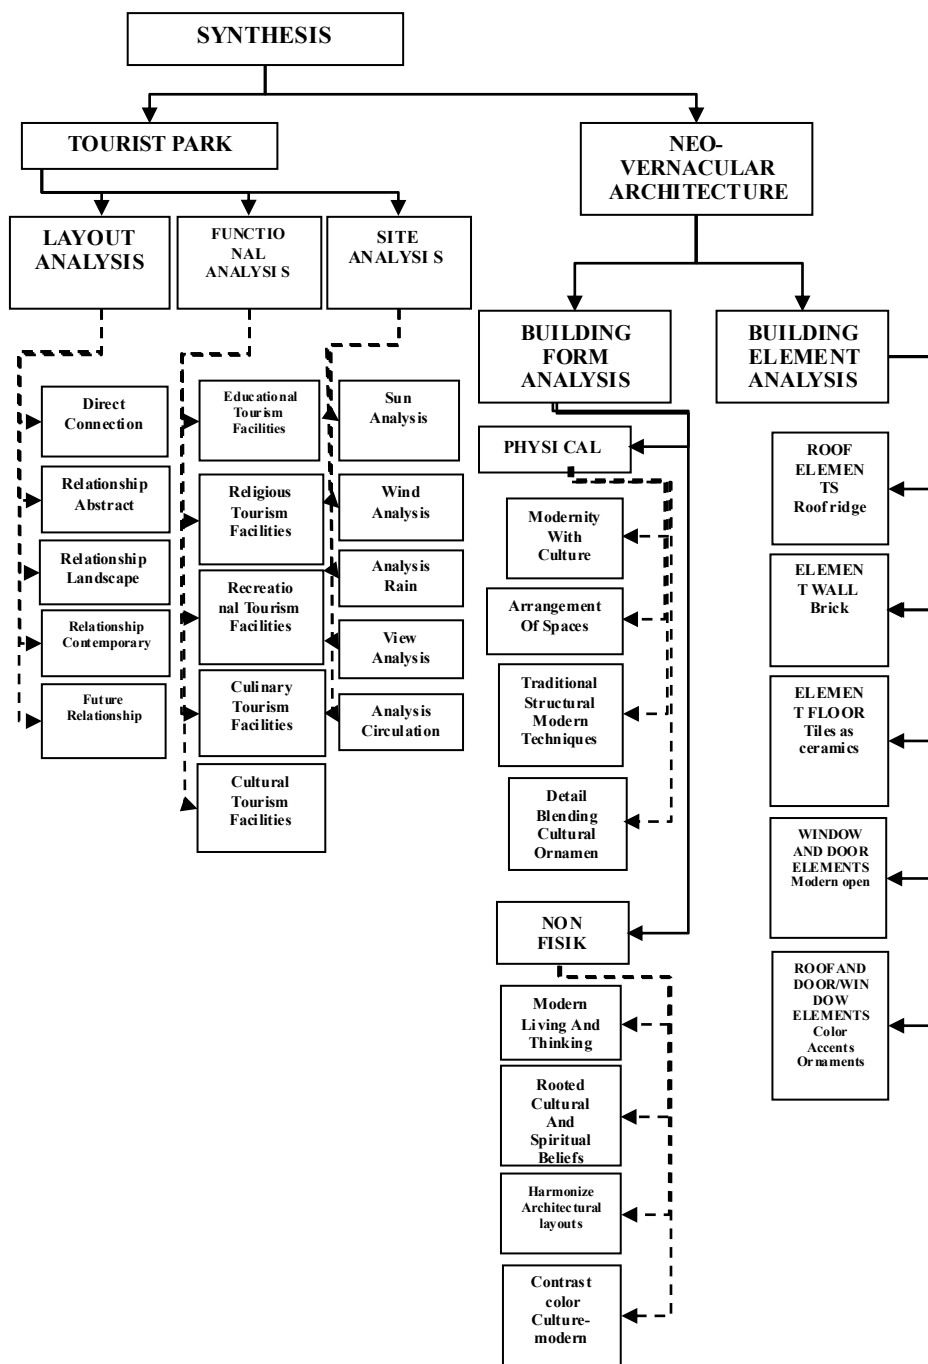 SYNTHESIS
TOURIST PARK
NEO-
VERNACULAR
ARCHITECTURE
LAYOUT
ANALYSIS
FUNCTIO
NAL
ANALYSIS
SITE
ANALYSIS
BUILDING
FORM
ANALYSIS
BUILDING
ELEMENT
ANALYSIS
Direct
Connection
Relationship
Abstract
Relationship
Landscape
Relationship
Contemporary
Future
Relationship
Educational
Tourism
Facilities
Religious
Tourism
Facilities
Recreatio
nal Tourism
Facilities
Culinary
Tourism
Facilities
Cultural
Tourism
Facilities
Sun
Analysis
Wind
Analysis
Analysis
Rain
View
Analysis
Analysis
Circulation
PHYSICAL
Modernity
With
Culture
Arrangement
Of Spaces
Traditional
Structural
Modern
Techniques
Detail
Blending
Cultural
Ornamen
NON
FISIK
Modern
Living And
Thinking
Rooted
Cultural
And
Spiritual
Beliefs
Harmonize
Architectural
layouts
Contrast
color
Culture-
modern
ROOF
ELEMEN
TS
Roof ridge
ELEMEN
T WALL
Brick
ELEMEN
T FLOOR
Tiles as
ceramics
WINDOW
AND DOOR
ELEMENTS
Modern open
ROOF AND
DOOR/WIN
DOW
ELEMENTS
Color
Accents
Ornaments